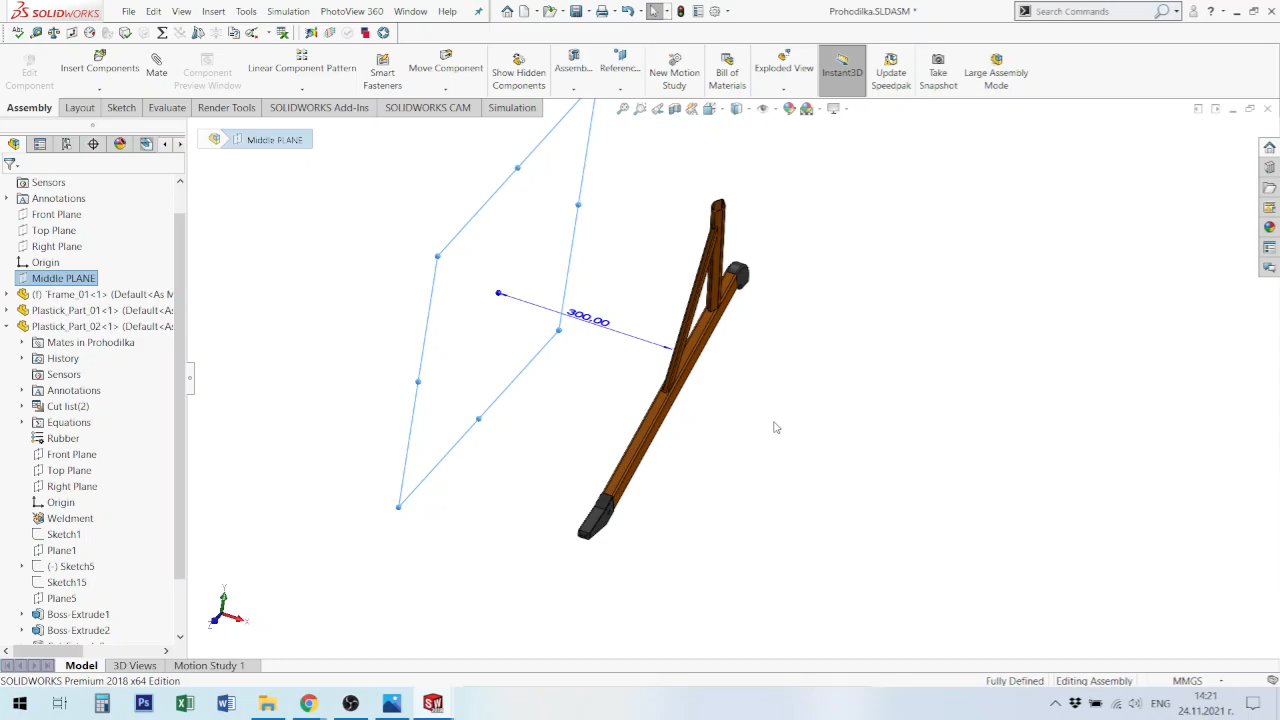 SOLIDWORKS
File Edit View Insert Tools Simulation PhotoView 360 Window Help
Prohodilka.SLDASM *
Search Commands
Edit Component
Insert Components
Mate
Component Preview Window
Linear Component Pattern
Smart Fasteners
Move Component
Show Hidden Components
Assemb...
Referenc...
New Motion Study
Bill of Materials
Exploded View
Instant3D
Update Speedpak
Take Snapshot
Large Assembly Mode
Assembly Layout Sketch Evaluate Render Tools SOLIDWORKS Add-Ins SOLIDWORKS CAM Simulation
Middle PLANE
Sensors
Annotations
Front Plane
Top Plane
Right Plane
Origin
Middle PLANE
(f) Frame_01<1> (Default<As M
Plastick_Part_01<1> (Default<As
Plastick_Part_02<1> (Default<As
Mates in Prohodilka
History
Sensors
Annotations
Cut list(2)
Equations
Rubber
Front Plane
Top Plane
Right Plane
Origin
Weldment
Sketch1
Plane1
(-) Sketch5
Sketch15
Plane5
Boss-Extrude1
Boss-Extrude2
300.00
Y
X
Z
Model 3D Views Motion Study 1
SOLIDWORKS Premium 2018 x64 Edition
Fully Defined Editing Assembly MMGS
ENG
14:21
24.11.2021 г.